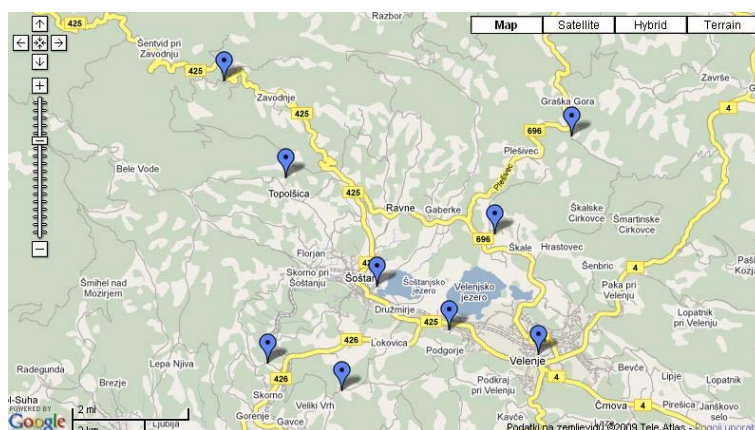 Razbor
Map Satellite Hybrid Terrain
425
Šentvid pri
Zavodnju
425
Zavodnje
425
Završe
Graška Gora
4
696
Plešivec
Plešivec
Bele Vode
Topolšica
425
Ravne
Gaberke
Škalske
Cirkovce
Šmartinske
Cirkovce
696
Škale
Hrastovec
Florjan
Skorno pri
Šoštanju
Šoštanj
Šoštanjsko
jezero
Velenjsko
jezero
Šenbric
4
Paka pri
Velenju
Šmihel nad
Mozirjem
Družmirje
425
Lopatnik
pri Velenju
426
Lokovica
Podgorje
Velenje
Lepa Njiva
Radegunda
Brezje
Skorno
426
Bevče
Lipje
Lopatnik
Podkraj
pri Velenju
4
Veliki Vrh
Črnova
4
Pirešica
Janškovo
selo
2 mi
Gorenje
Gavce
Kavče
POWERED BY
Google
Ljubija
Podatki na zemljevidu ©2009 Tele Atlas - Pogoji uporabe